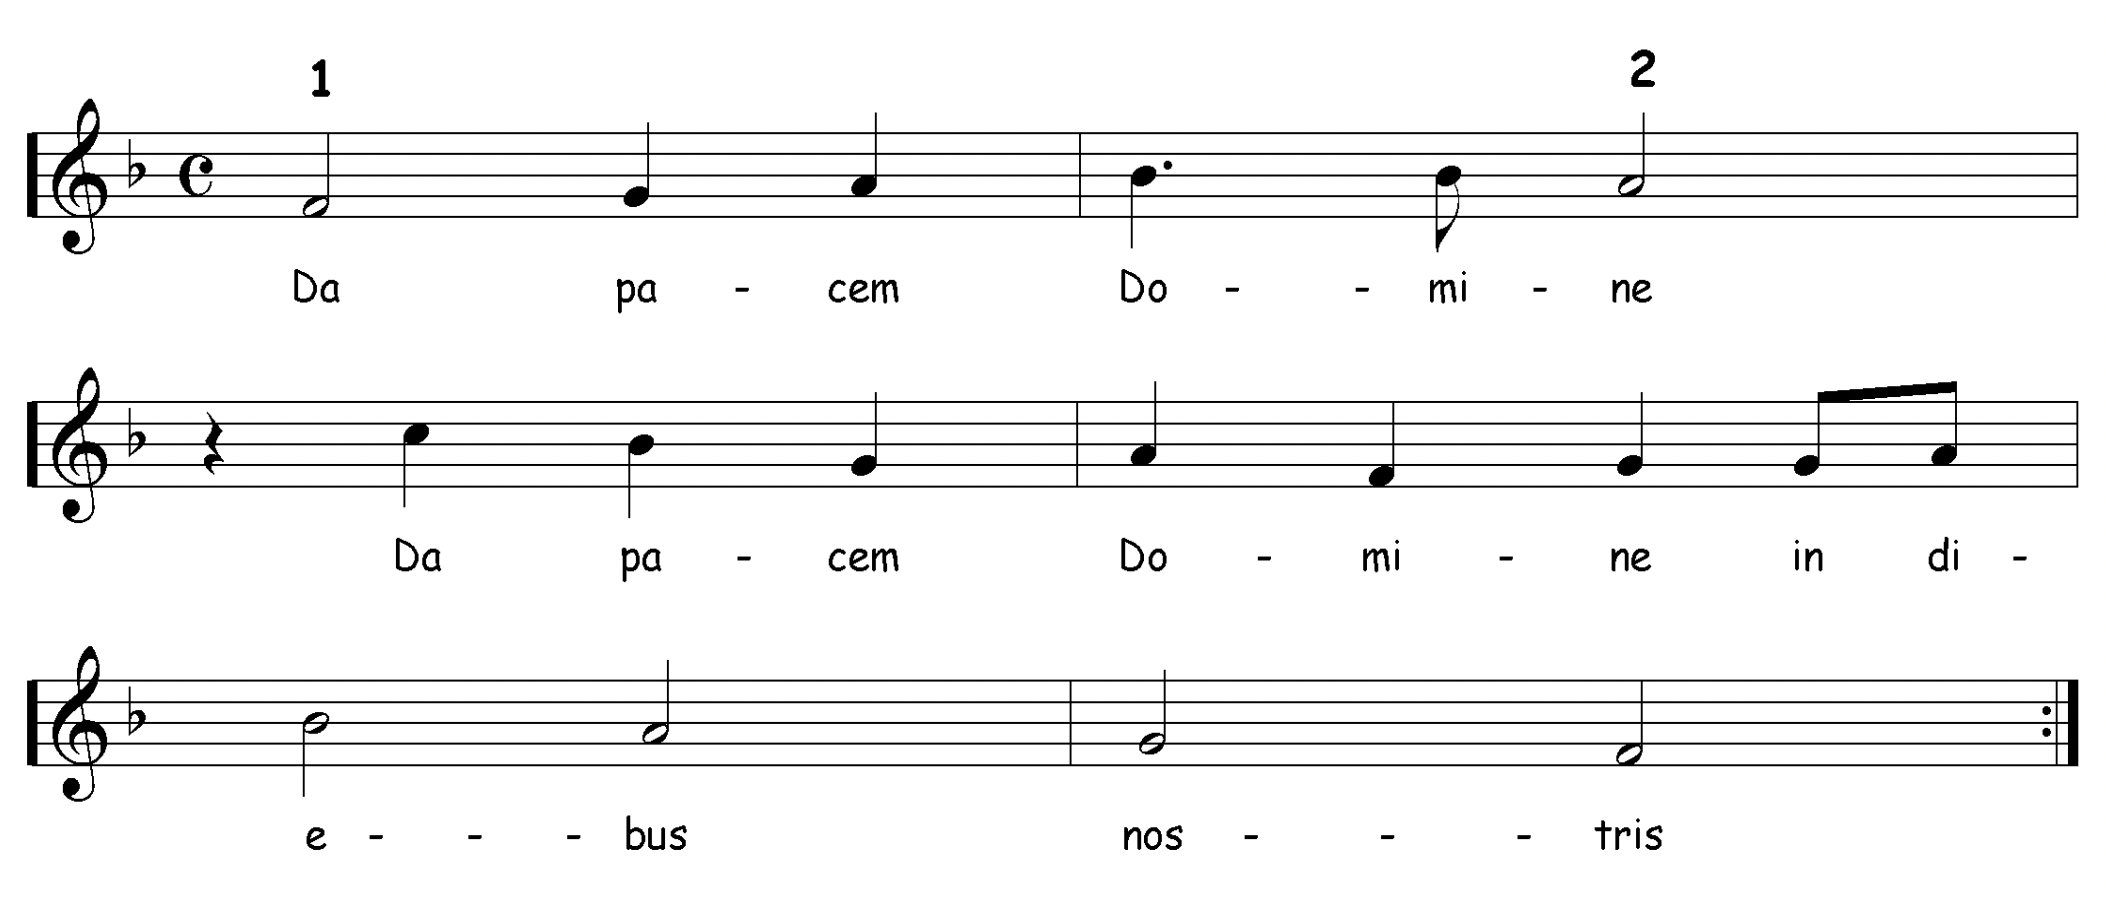 1 2
Da pa - cem Do - - mi - ne
Da pa - cem Do - mi - ne in di -
e - - - bus nos - - - tris